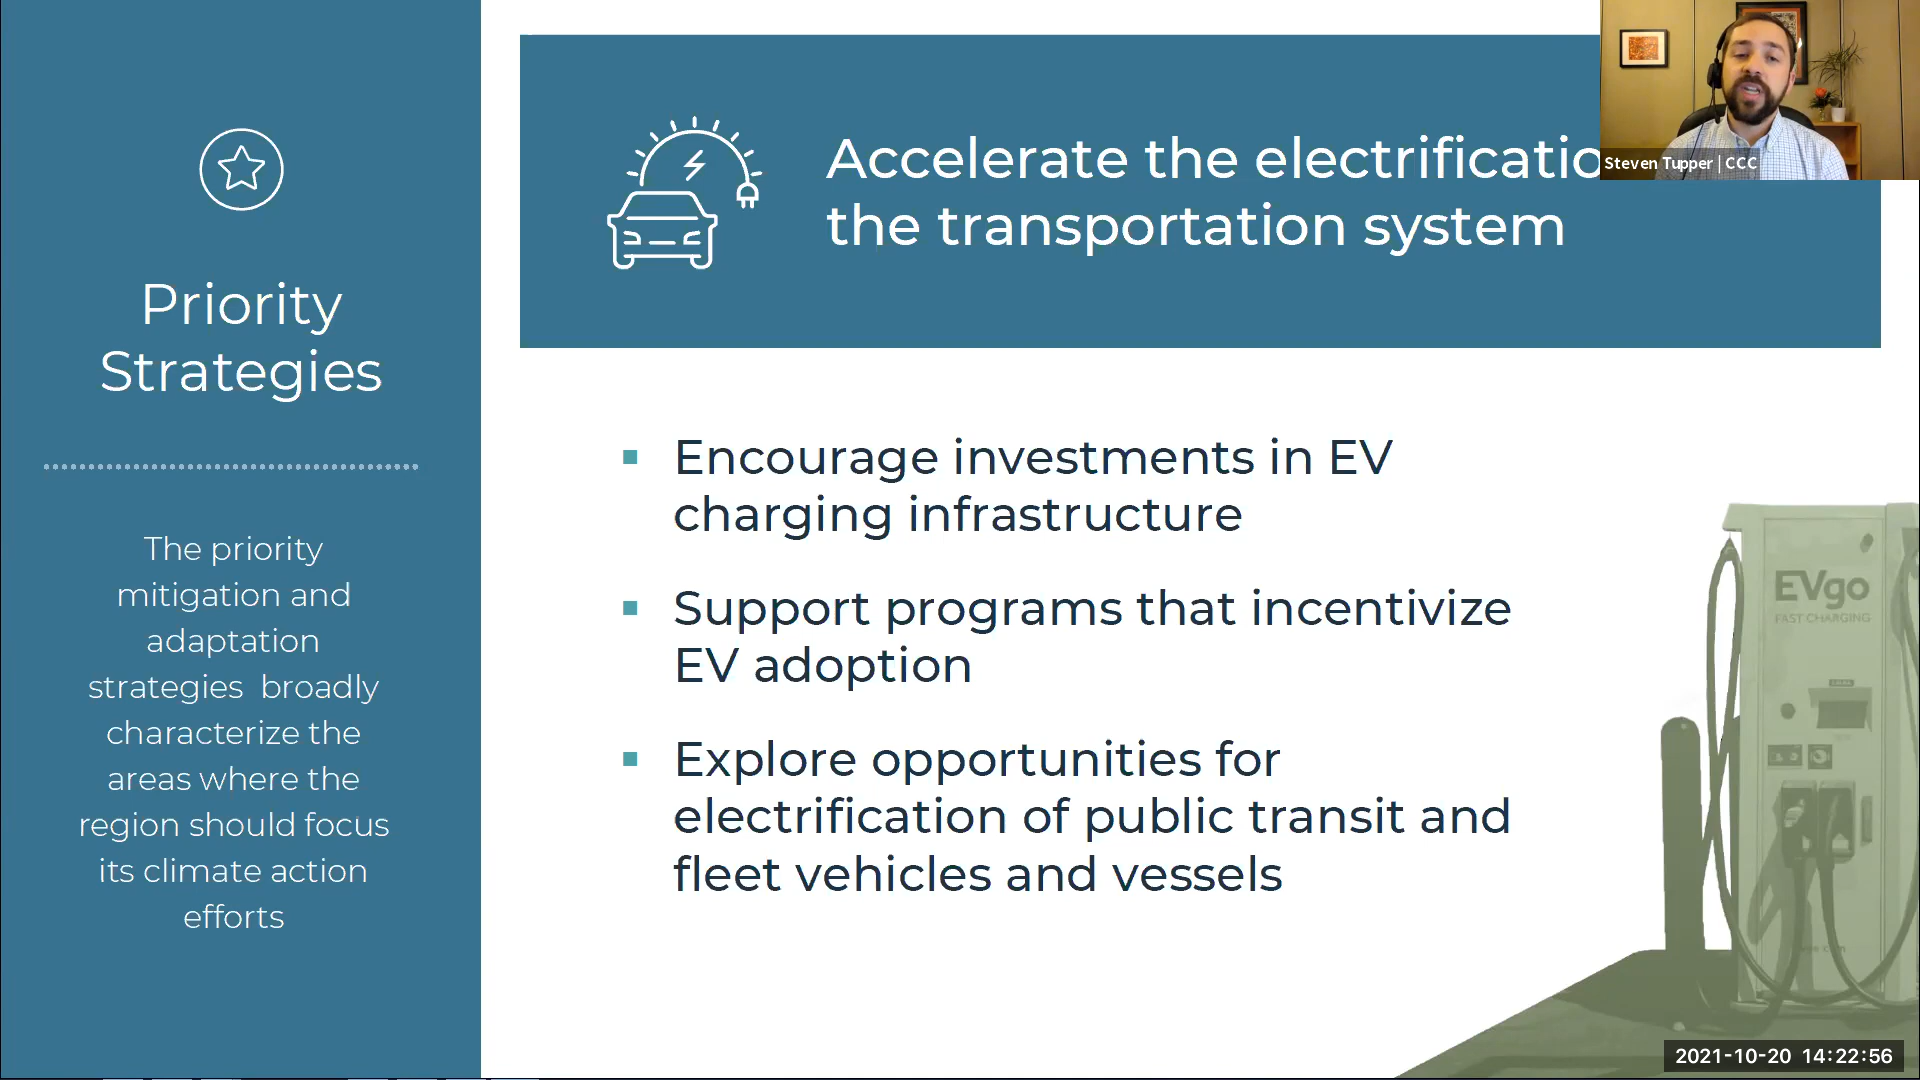 Priority
Strategies
The priority
mitigation and
adaptation
strategies broadly
characterize the
areas where the
region should focus
its climate action
efforts
Accelerate the electrificatio
the transportation system
Steven Tupper | CCC
Encourage investments in EV
charging infrastructure
Support programs that incentivize
EV adoption
Explore opportunities for
electrification of public transit and
fleet vehicles and vessels
EVgo
FAST CHARGING
2021-10-20 14:22:56